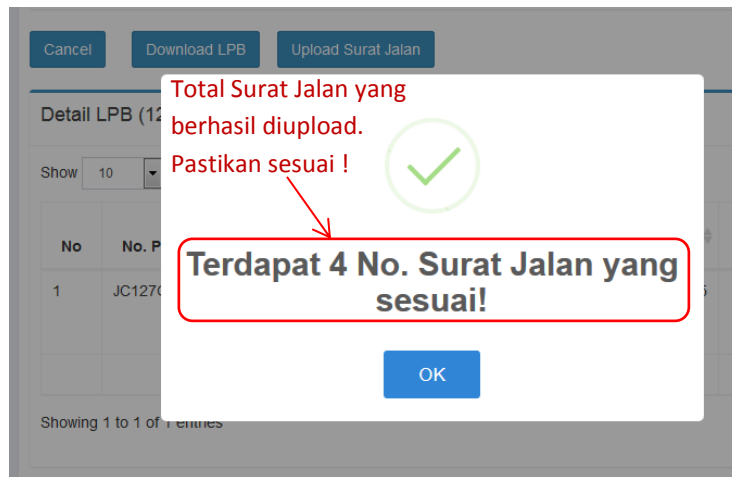 Cancel
Download LPB
Upload Surat Jalan
Total Surat Jalan yang
berhasil diupload.
Pastikan sesuai !
Detail LPB (12
Show 10
No
No. P
Terdapat 4 No. Surat Jalan yang
sesuai!
1
JC127
OK
Showing 1 to 1 of 1 entries